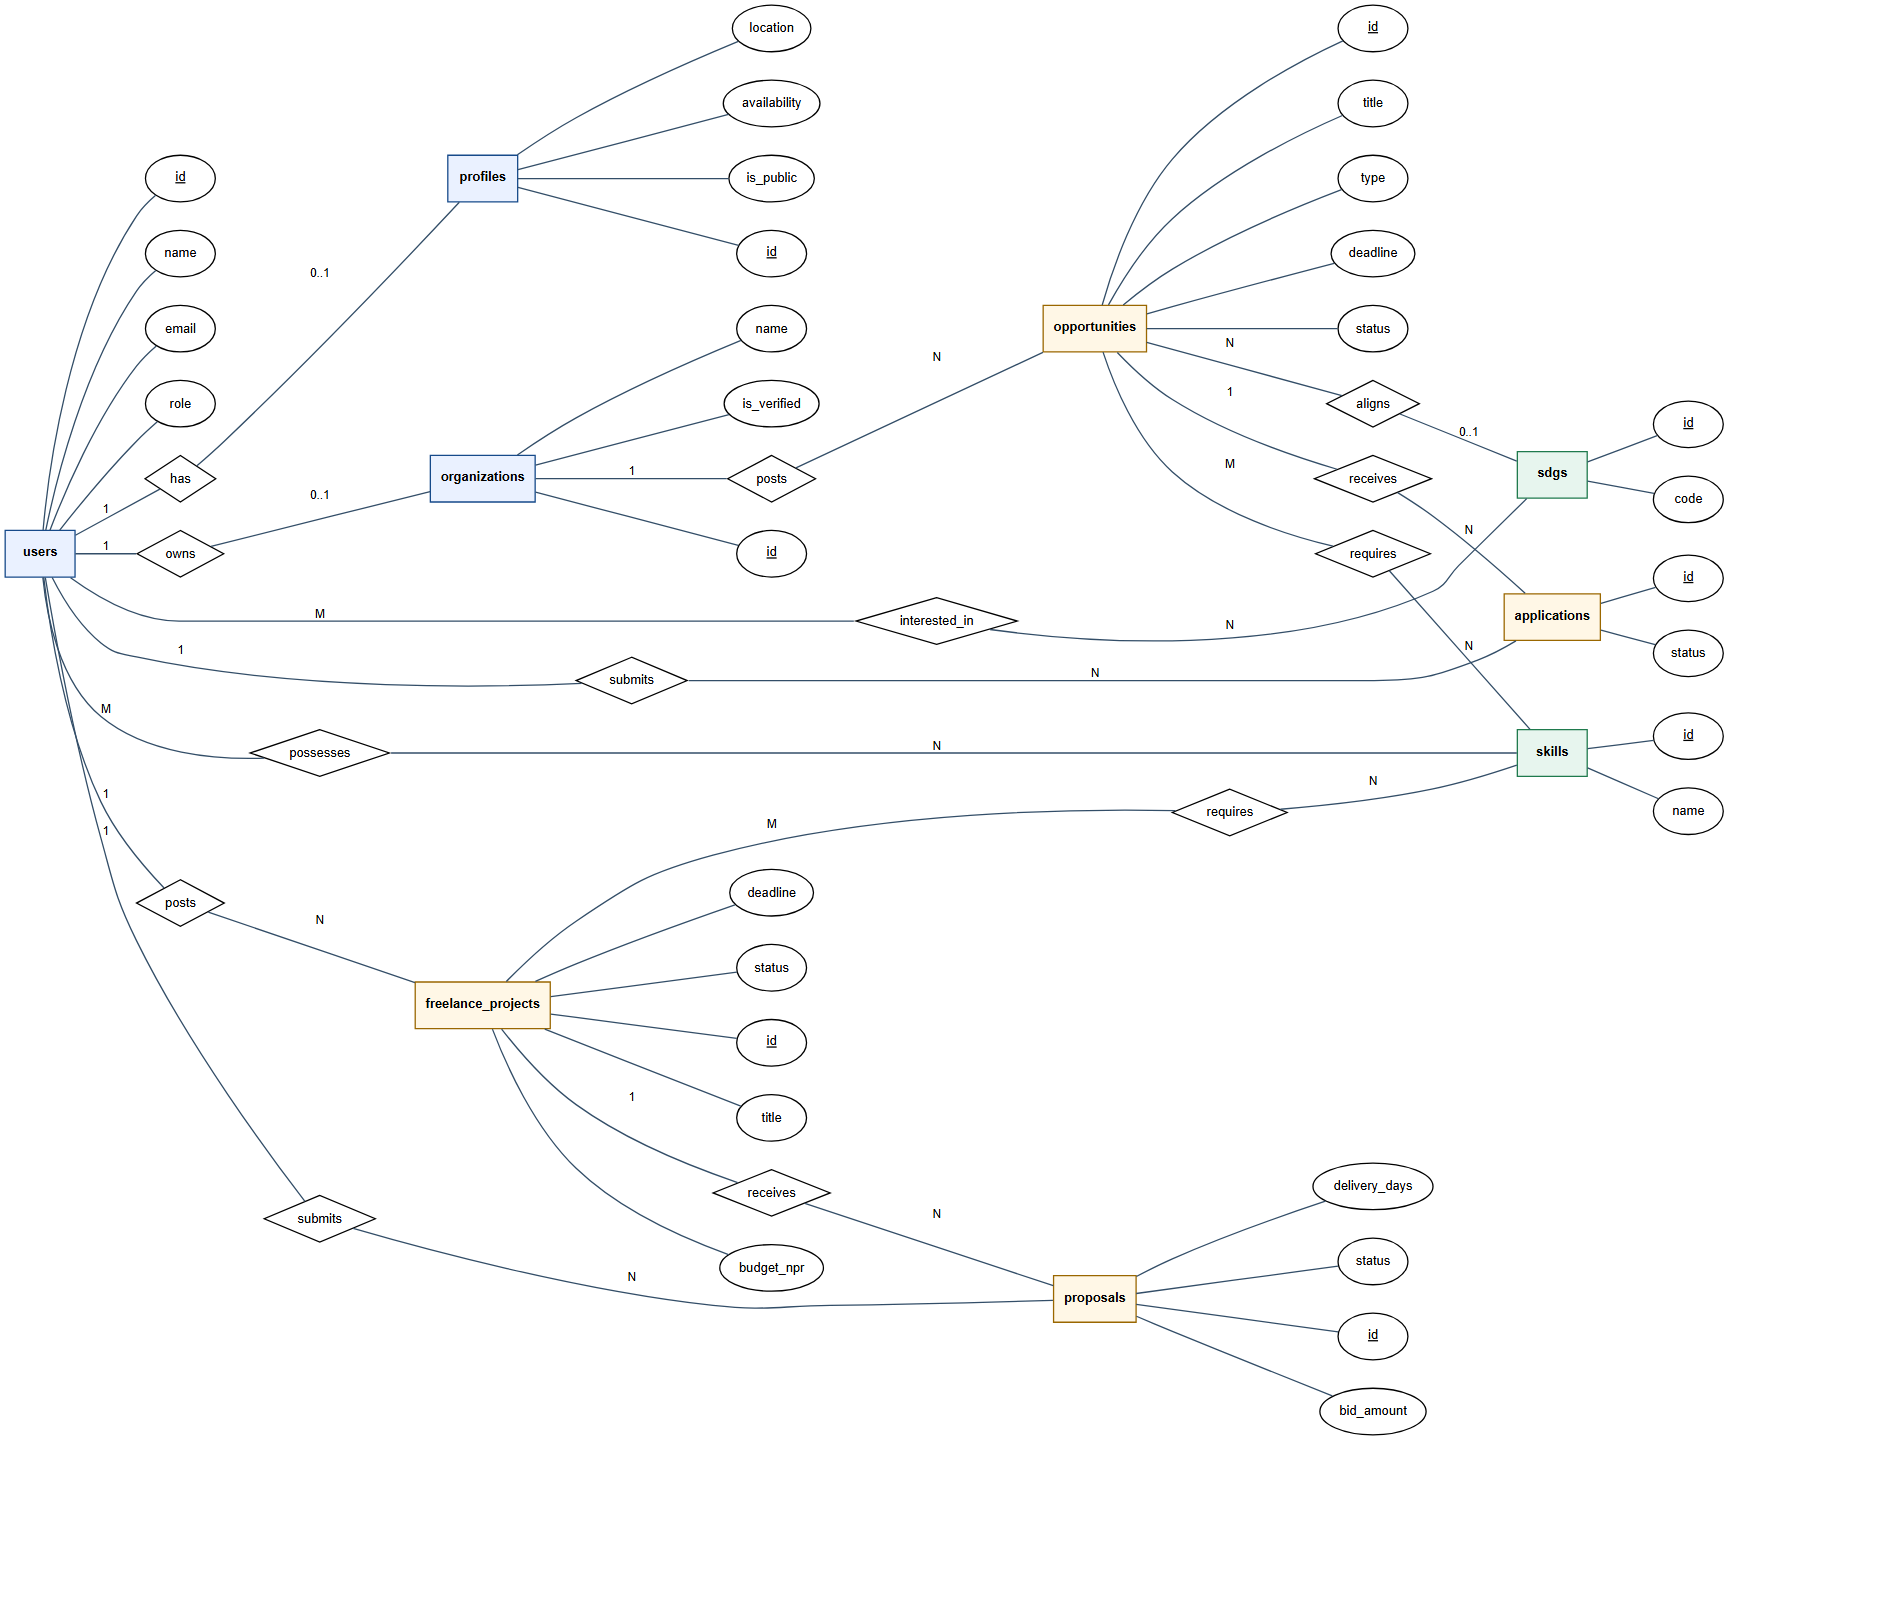 location
id
availability
title
id
profiles
is_public
type
name
id
deadline
0..1
email
name
opportunities
status
N
N
role
is_verified
1
aligns
id
0..1
M
has
0..1
organizations
1
posts
receives
sdgs
code
1
N
users
1
owns
id
requires
id
M
interested_in
N
applications
1
N
status
submits
N
M
N
possesses
skills
id
1
N
M
requires
name
1
deadline
posts
N
status
freelance_projects
id
1
title
receives
delivery_days
submits
N
status
N
budget_npr
proposals
id
bid_amount